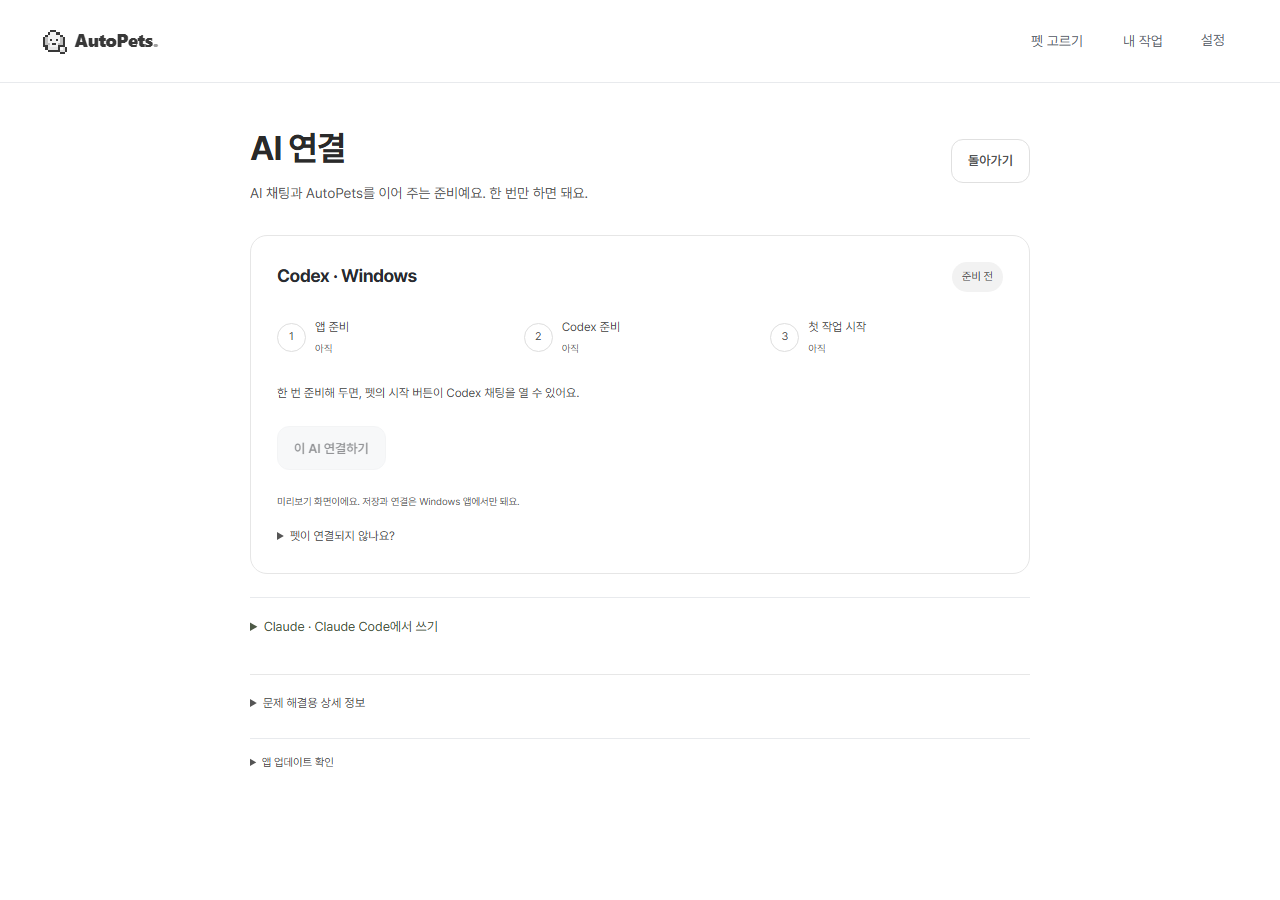 AutoPets.
펫 고르기
내 작업
설정
AI 연결
돌아가기
AI 채팅과 AutoPets를 이어 주는 준비예요. 한 번만 하면 돼요.
Codex · Windows
준비 전
1
앱 준비
아직
2
Codex 준비
아직
3
첫 작업 시작
아직
한 번 준비해 두면, 펫의 시작 버튼이 Codex 채팅을 열 수 있어요.
이 AI 연결하기
미리보기 화면이에요. 저장과 연결은 Windows 앱에서만 돼요.
펫이 연결되지 않나요?
Claude · Claude Code에서 쓰기
문제 해결용 상세 정보
앱 업데이트 확인